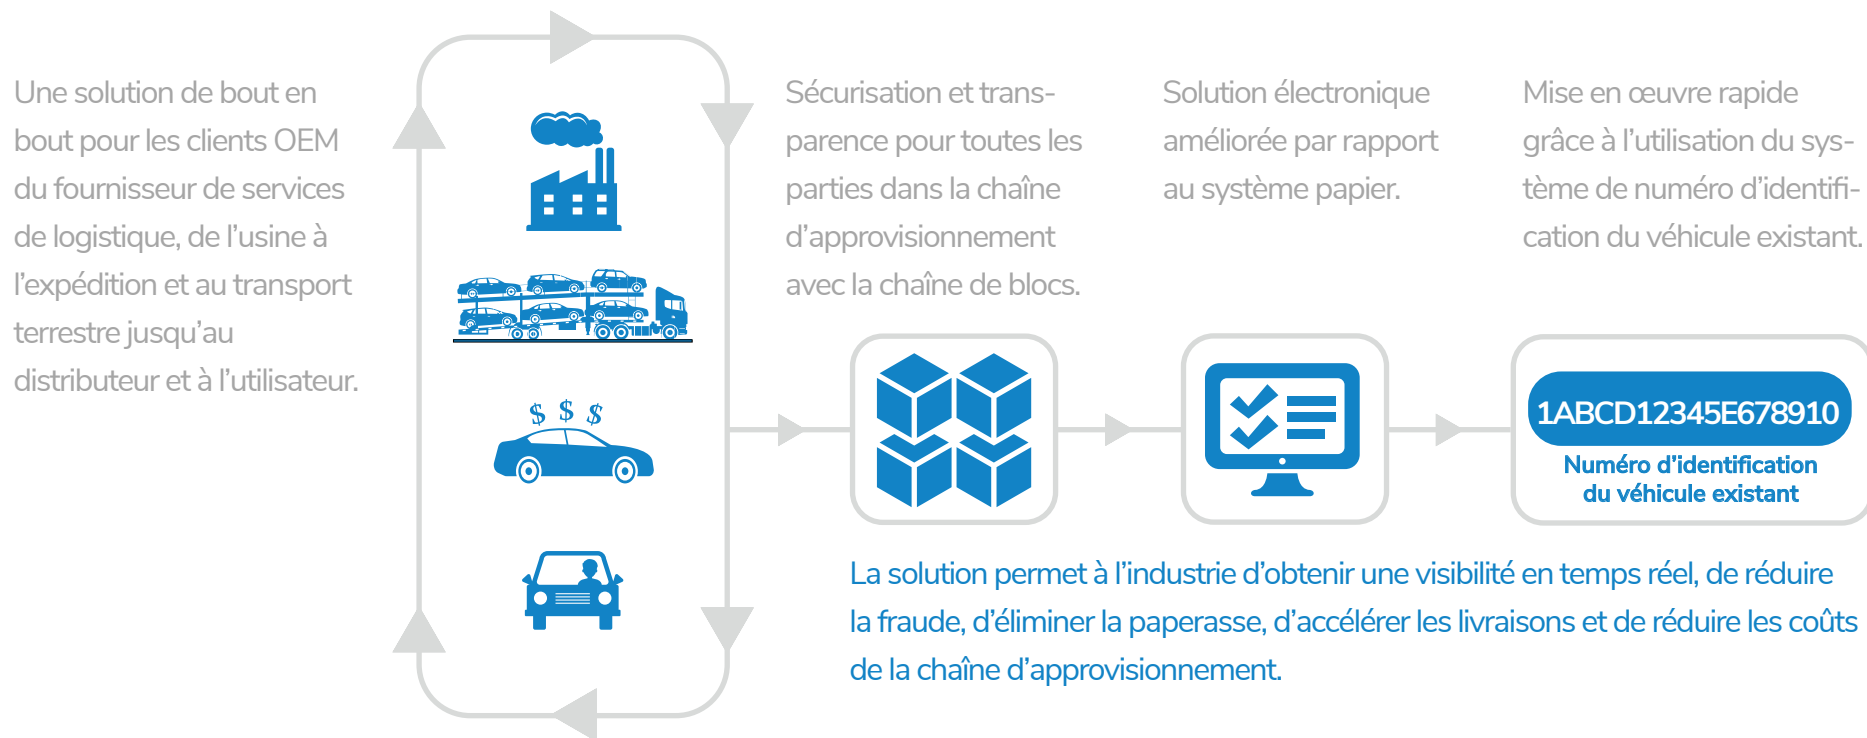 Une solution de bout en
bout pour les clients OEM
du fournisseur de services
de logistique, de l’usine à
l’expédition et au transport
terrestre jusqu’au
distributeur et à l’utilisateur.
$ $ $
Sécurisation et trans-
parence pour toutes les
parties dans la chaîne
d’approvisionnement
avec la chaîne de blocs.
Solution électronique
améliorée par rapport
au système papier.
Mise en œuvre rapide
grâce à l’utilisation du sys-
tème de numéro d’identifi-
cation du véhicule existant.
1ABCD12345E678910
Numéro d’identification
du véhicule existant
La solution permet à l’industrie d’obtenir une visibilité en temps réel, de réduire
la fraude, d’éliminer la paperasse, d’accélérer les livraisons et de réduire les coûts
de la chaîne d’approvisionnement.